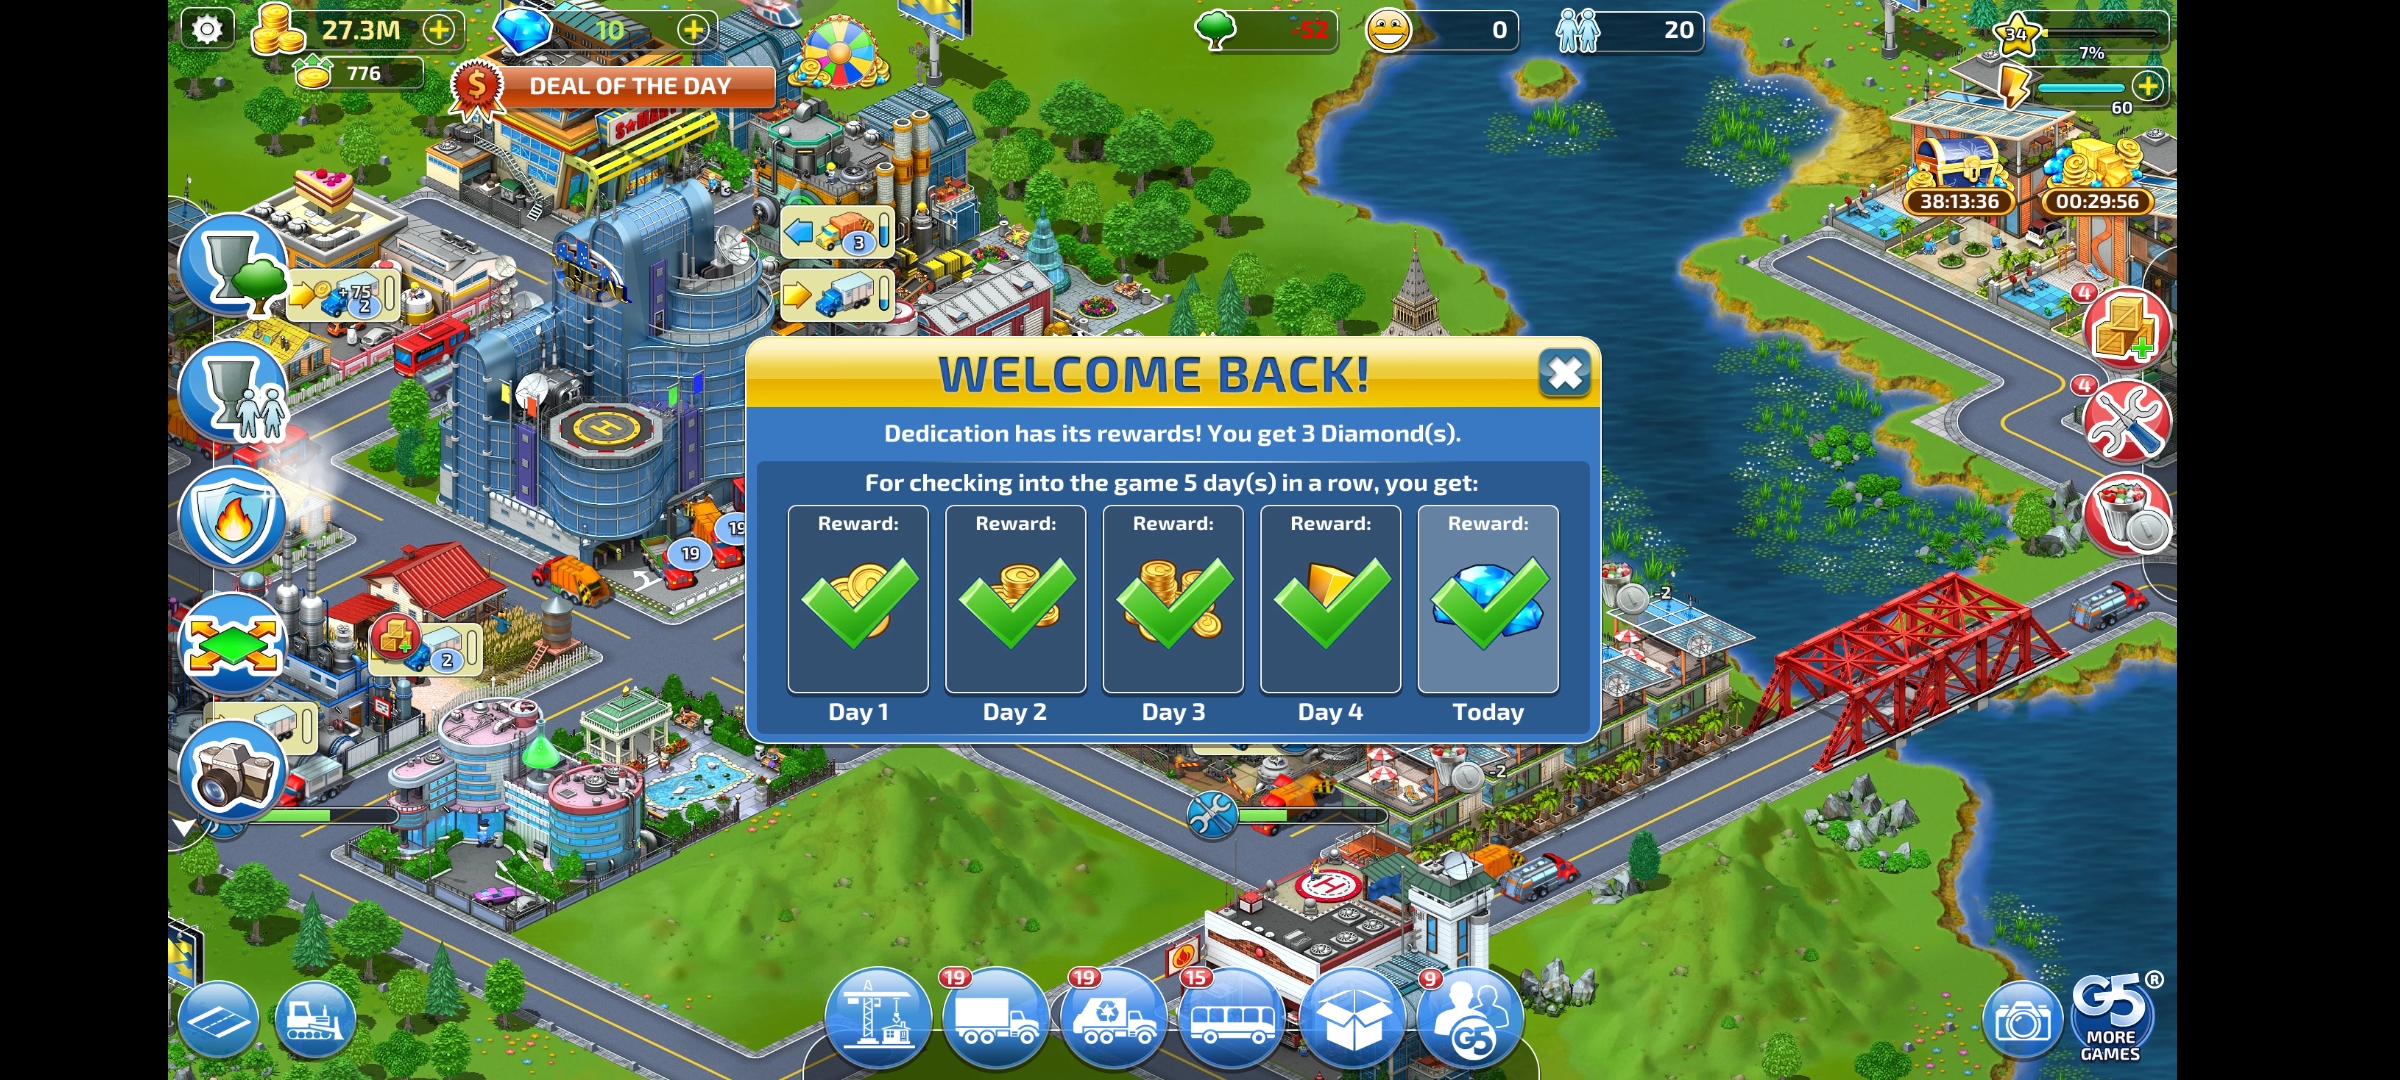 27.3M
10
-52
0
20
34
7%
776
DEAL OF THE DAY
60
S★MAR
38:13:36
00:29:56
3
+75
2
4
WELCOME BACK!
Dedication has its rewards! You get 3 Diamond(s).
4
For checking into the game 5 day(s) in a row, you get:
Reward:
Reward:
Reward:
Reward:
Reward:
H
19
19
-2
2
Day 1
Day 2
Day 3
Day 4
Today
-2
H
19
19
15
9
G5
G5®
MORE
GAMES